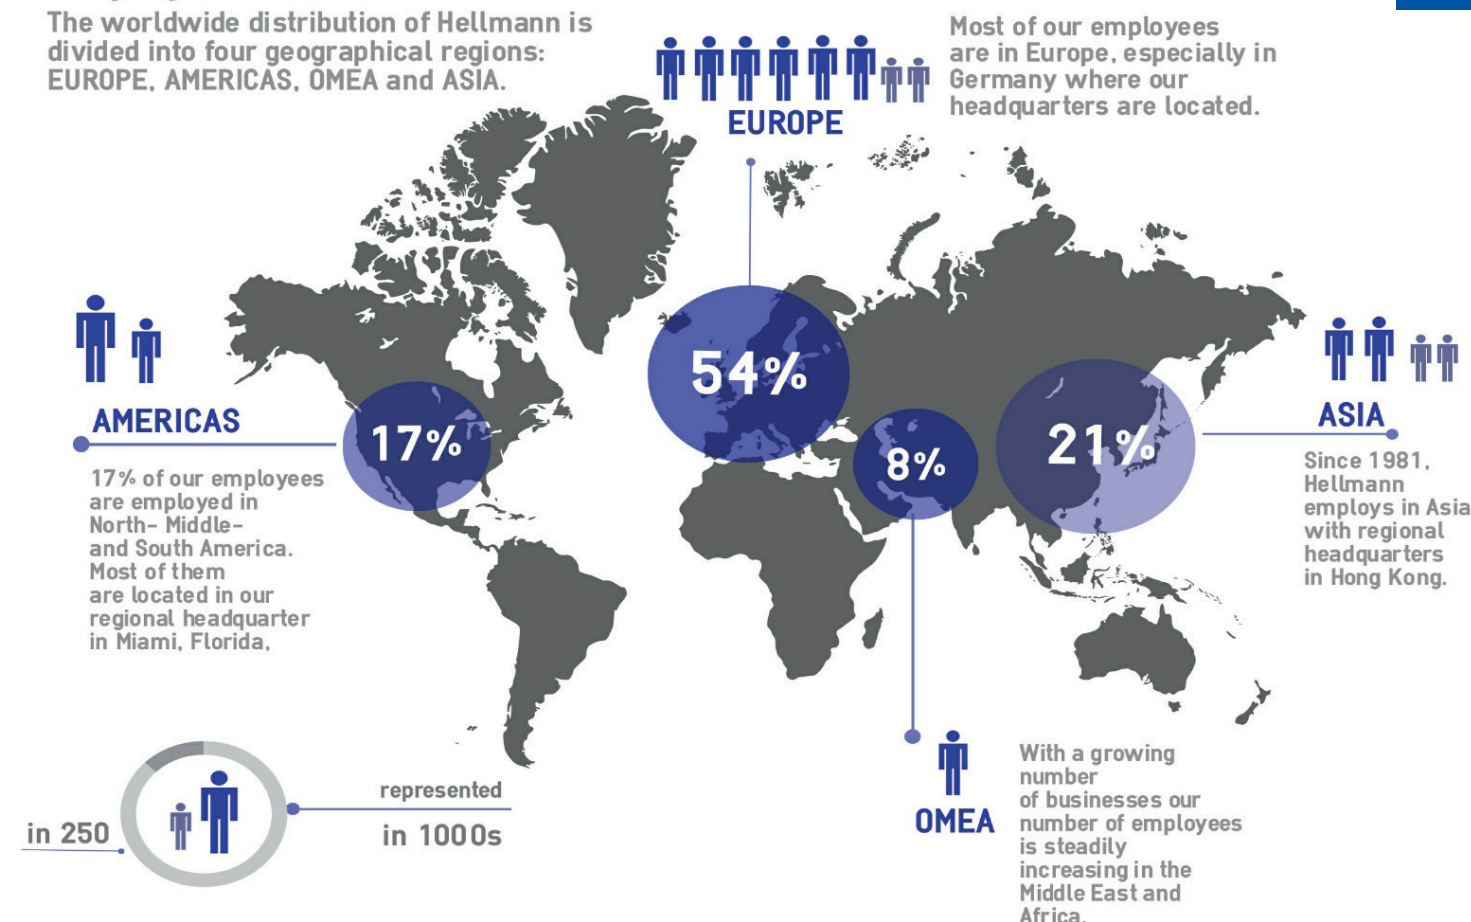 The worldwide distribution of Hellmann is
divided into four geographical regions:
EUROPE, AMERICAS, OMEA and ASIA.
Most of our employees
are in Europe, especially in
Germany where our
headquarters are located.
EUROPE
54%
AMERICAS
17%
17% of our employees
are employed in
North- Middle-
and South America.
Most of them
are located in our
regional headquarter
in Miami, Florida,
8%
21%
ASIA
Since 1981,
Hellmann
employs in Asia
with regional
headquarters
in Hong Kong.
OMEA
With a growing
number
of businesses our
number of employees
is steadily
increasing in the
Middle East and
Africa.
in 250
represented
in 1000s